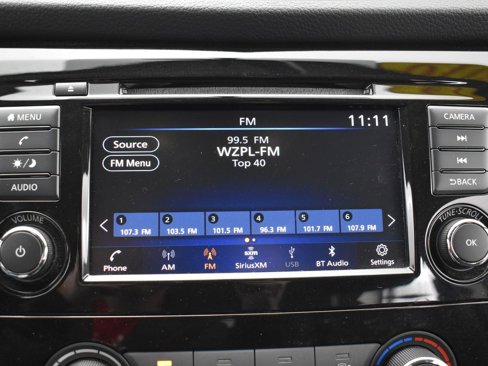 MENU
AUDIO
VOLUME
FM 11:11
Source
FM Menu
99.5 FM
WZPL-FM
Top 40
1 2 3 4 5 6
107.3 FM 103.5 FM 101.5 FM 96.3 FM 101.7 FM 107.9 FM
Phone AM FM sxm SiriusXM USB BT Audio Settings
CAMERA
BACK
TUNE·SCROLL
OK